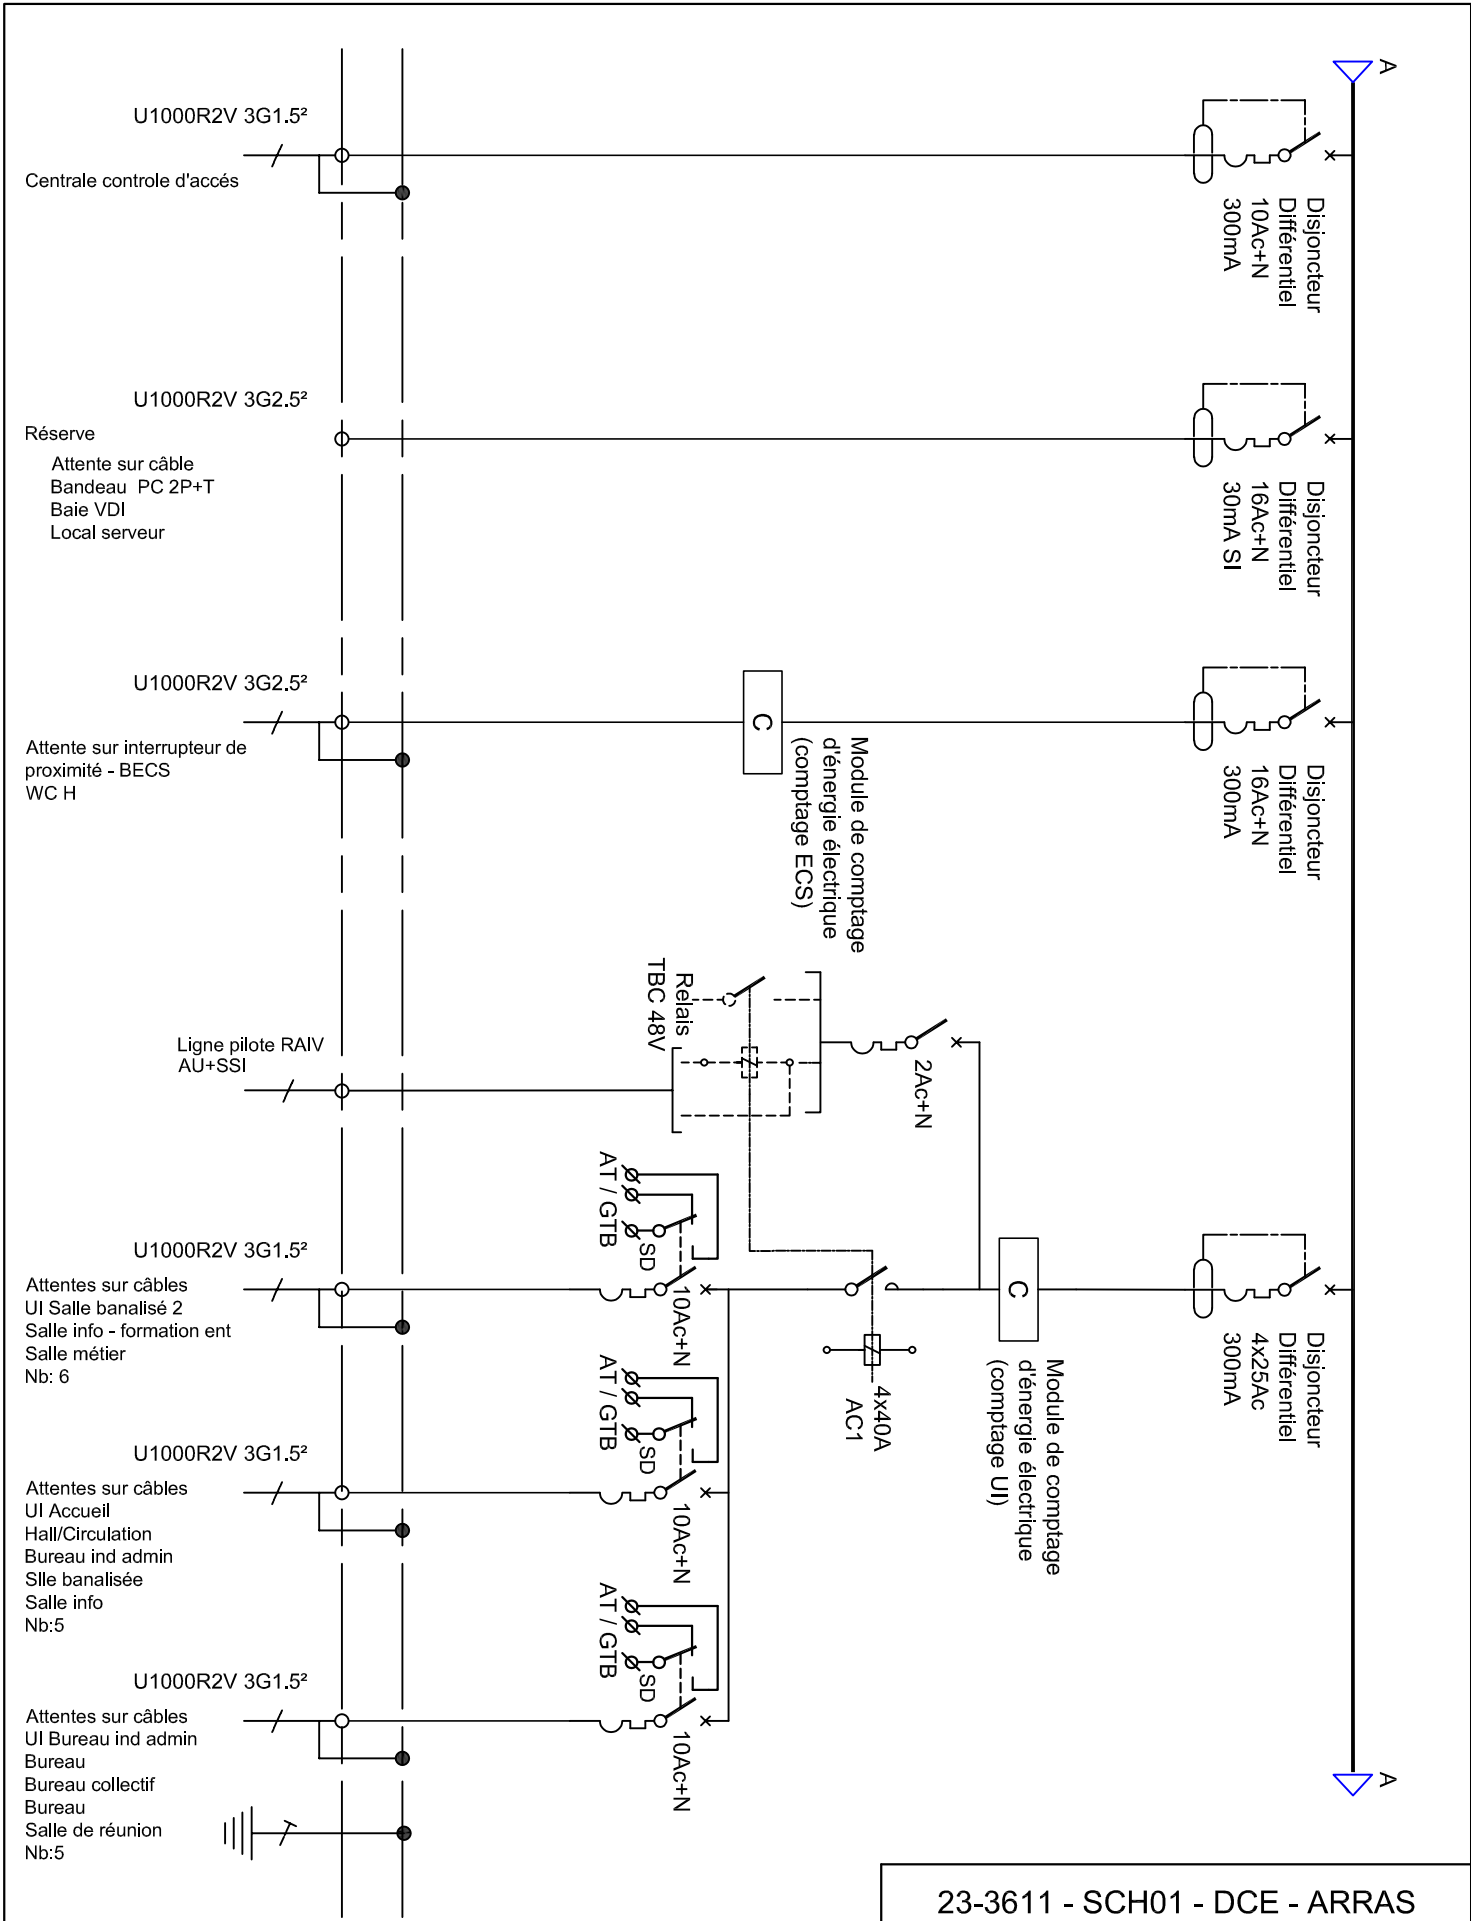 A
U1000R2V 3G1.5²
Centrale controle d'accés
Disjoncteur
Différentiel
10Ac+N
300mA
U1000R2V 3G2.5²
Réserve
Attente sur câble
Bandeau PC 2P+T
Baie VDI
Local serveur
Disjoncteur
Différentiel
16Ac+N
30mA SI
U1000R2V 3G2.5²
Attente sur interrupteur de
proximité - BECS
WC H
C
Module de comptage
d'énergie électrique
(comptage ECS)
Disjoncteur
Différentiel
16Ac+N
300mA
Ligne pilote RAIV
AU+SSI
Relais
TBC 48V
2Ac+N
U1000R2V 3G1.5²
Attentes sur câbles
UI Salle banalisé 2
Salle info - formation ent
Salle métier
Nb: 6
AT / GTB
SD
10Ac+N
4x40A
AC1
C
Module de comptage
d'énergie électrique
(comptage UI)
Disjoncteur
Différentiel
4x25Ac
300mA
U1000R2V 3G1.5²
Attentes sur câbles
UI Accueil
Hall/Circulation
Bureau ind admin
Slle banalisée
Salle info
Nb:5
AT / GTB
SD
10Ac+N
U1000R2V 3G1.5²
Attentes sur câbles
UI Bureau ind admin
Bureau
Bureau collectif
Bureau
Salle de réunion
Nb:5
AT / GTB
SD
10Ac+N
A
23-3611 - SCH01 - DCE - ARRAS